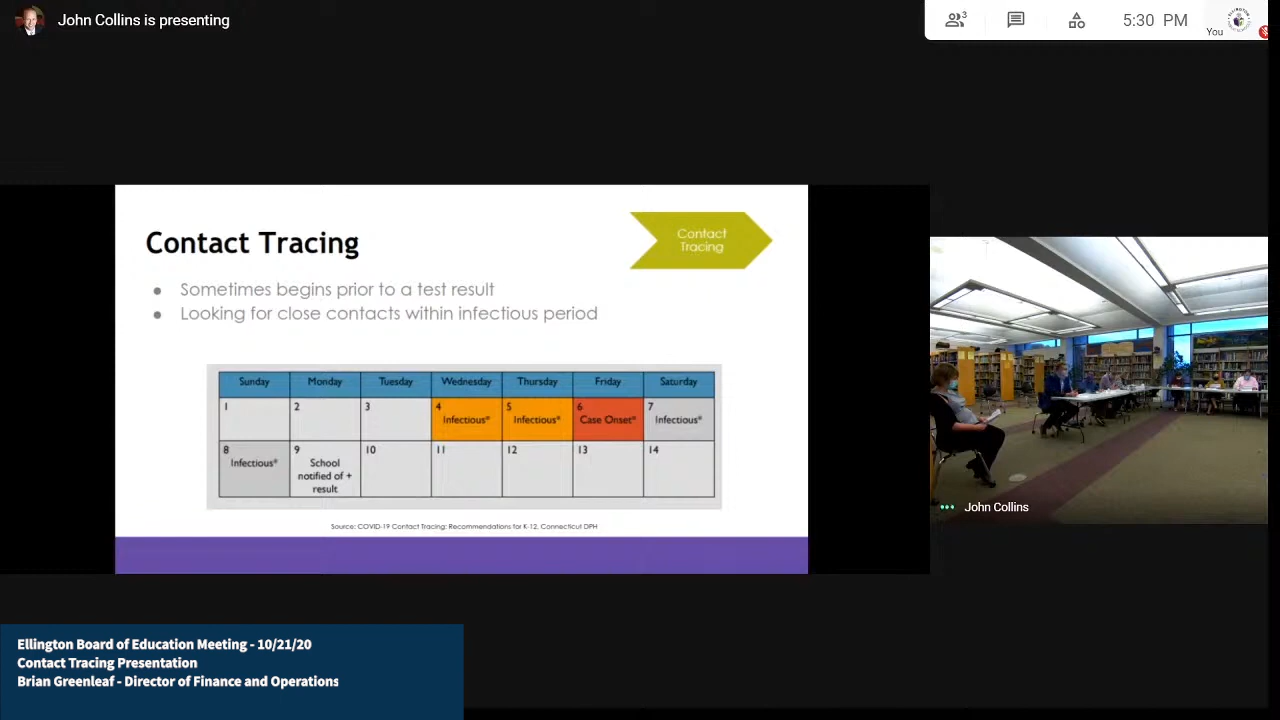 John Collins is presenting
3
5:30 PM
You
Contact Tracing
Contact
Tracing
● Sometimes begins prior to a test result
● Looking for close contacts within infectious period
Sunday Monday Tuesday Wednesday Thursday Friday Saturday
1 2 3 4 Infectious* 5 Infectious* 6 Case Onset* 7 Infectious*
8 Infectious* 9 School notified of + result 10 11 12 13 14
Source: COVID-19 Contact Tracing: Recommendations for K-12. Connecticut DPH
John Collins
Ellington Board of Education Meeting - 10/21/20
Contact Tracing Presentation
Brian Greenleaf - Director of Finance and Operations